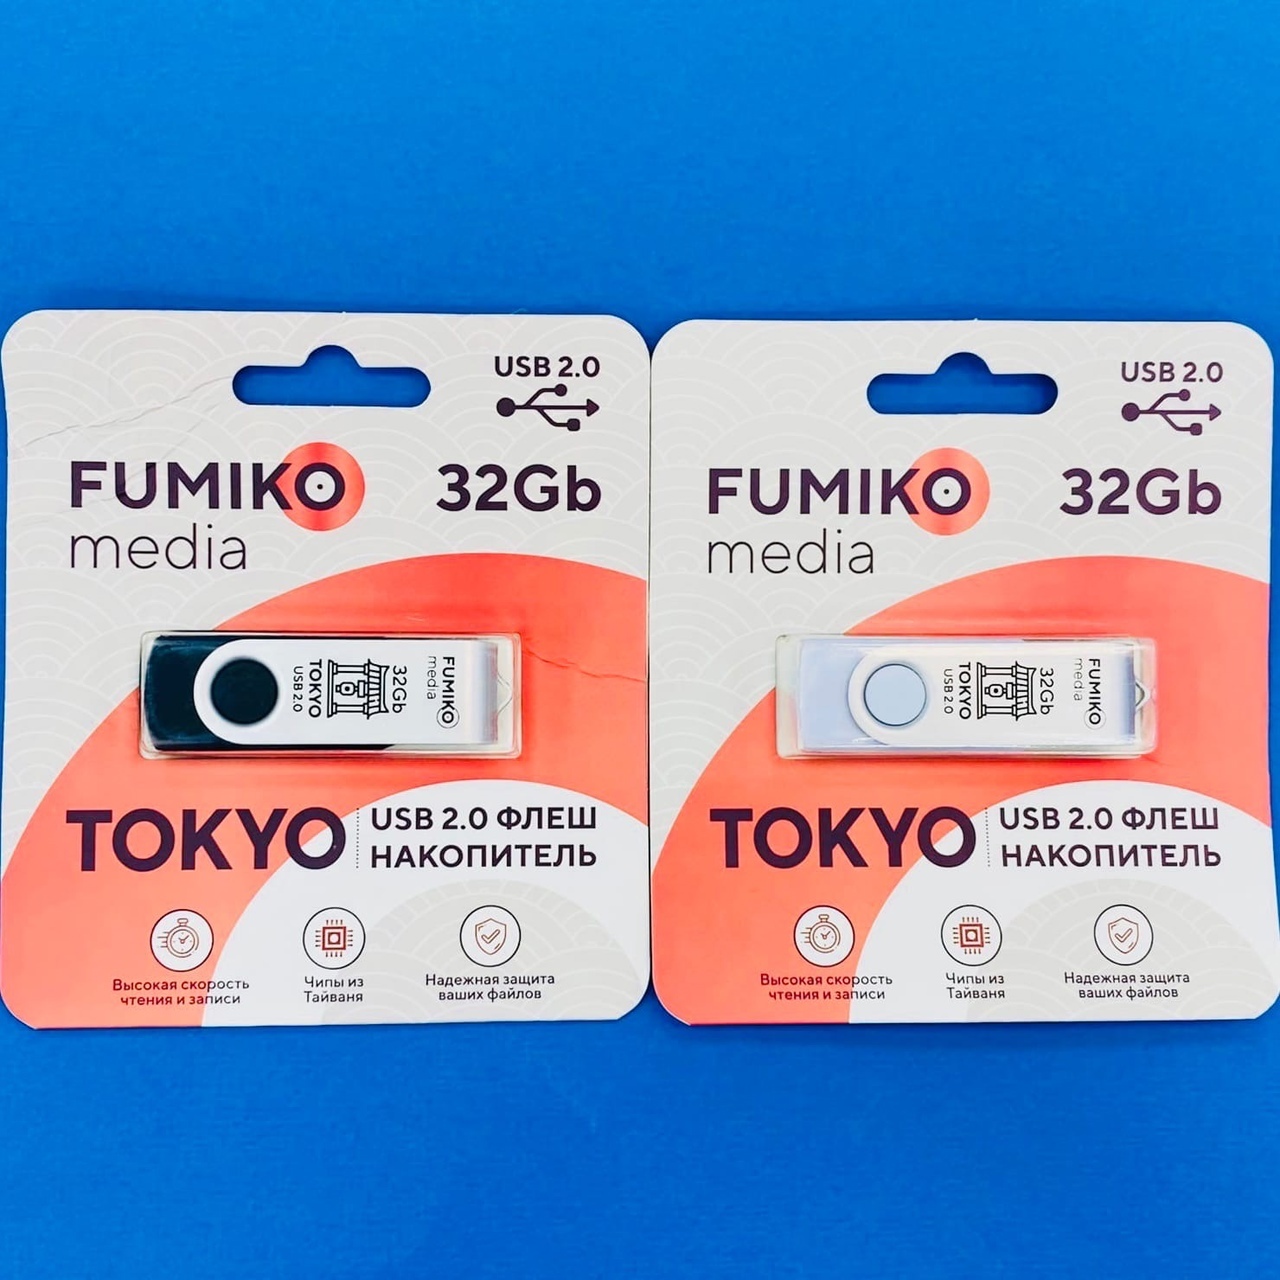 USB 2.0
FUMIKO
media
32Gb
FUMIKO
media
32Gb
TOKYO
USB 2.0
TOKYO
USB 2.0 ФЛЕШ
НАКОПИТЕЛЬ
Высокая скорость
чтения и записи
Чипы из
Тайваня
Надежная защита
ваших файлов
USB 2.0
FUMIKO
media
32Gb
FUMIKO
media
32Gb
TOKYO
USB 2.0
TOKYO
USB 2.0 ФЛЕШ
НАКОПИТЕЛЬ
Высокая скорость
чтения и записи
Чипы из
Тайваня
Надежная защита
ваших файлов